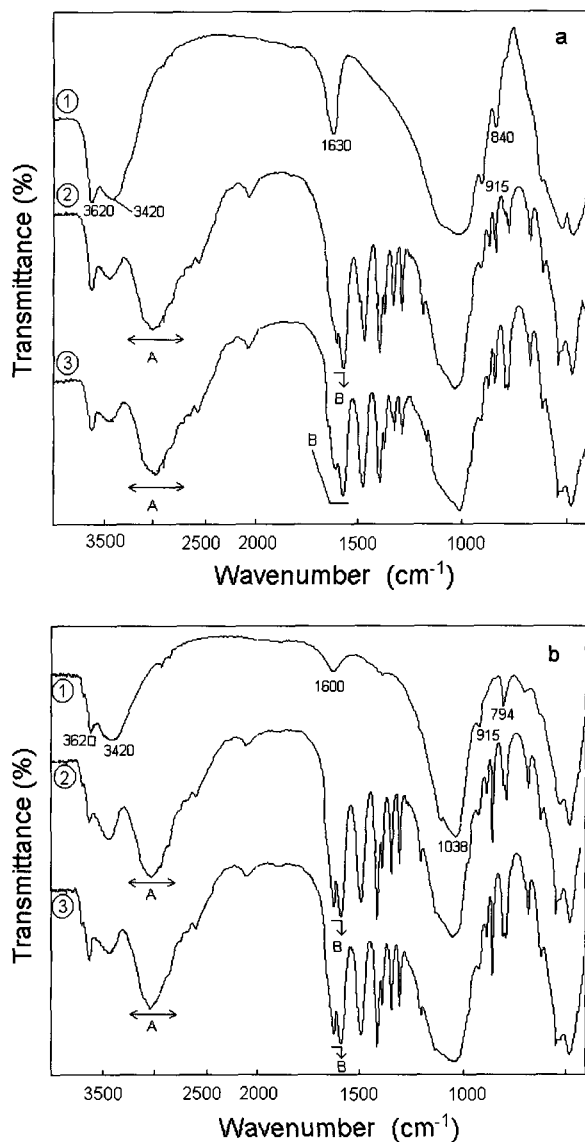 a
1
3620 3420
1630
840
915
2
A
B
3
A
B
Transmittance (%)
3500 2500 2000 1500 1000
Wavenumber (cm-1)
b
1
3620 3420
1600
794
915
1038
2
A
B
3
A
B
Transmittance (%)
3500 2500 2000 1500 1000
Wavenumber (cm-1)